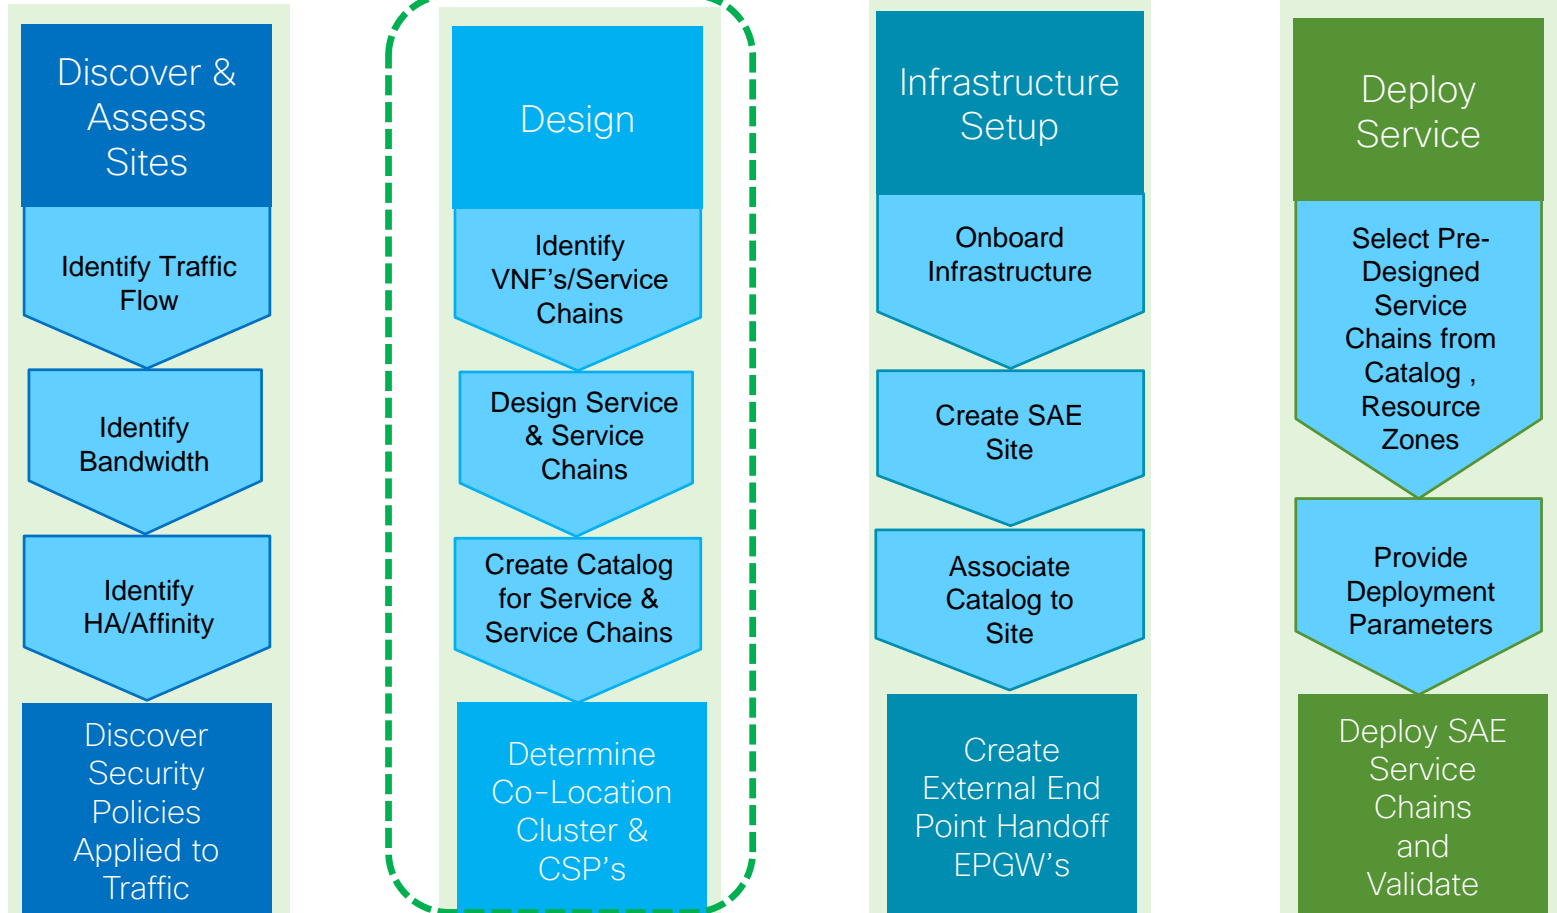 Discover &
Assess
Sites
Identify Traffic
Flow
Identify
Bandwidth
Identify
HA/Affinity
Discover
Security
Policies
Applied to
Traffic
Design
Identify
VNF's/Service
Chains
Design Service
& Service
Chains
Create Catalog
for Service &
Service Chains
Determine
Co-Location
Cluster &
CSP's
Infrastructure
Setup
Onboard
Infrastructure
Create SAE
Site
Associate
Catalog to
Site
Create
External End
Point Handoff
EPGW's
Deploy
Service
Select Pre-
Designed
Service
Chains from
Catalog ,
Resource
Zones
Provide
Deployment
Parameters
Deploy SAE
Service
Chains
and
Validate